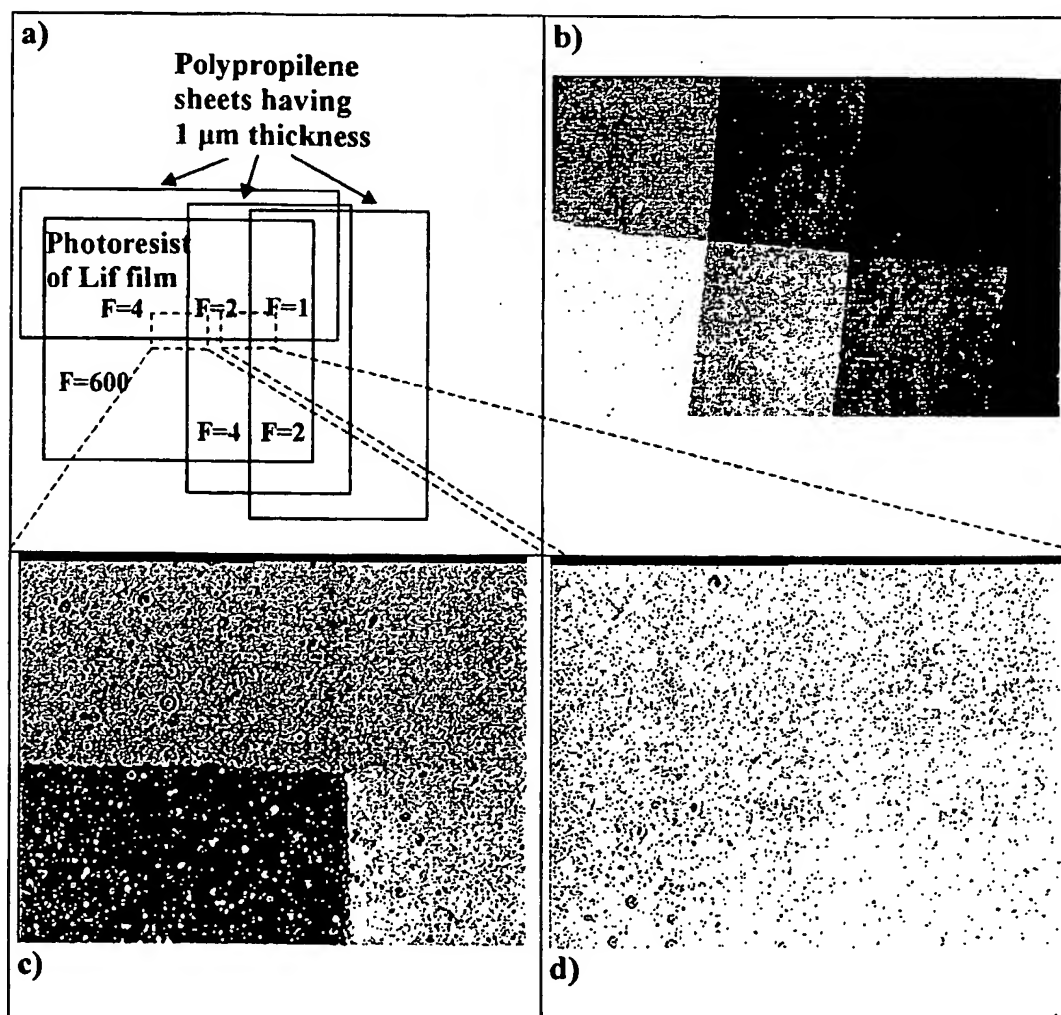 a)
Polypropilene
sheets having
1 µm thickness
Photoresist
of Lif film
F=4
F=2
F=1
F=600
F=4
F=2
b)
c)
d)